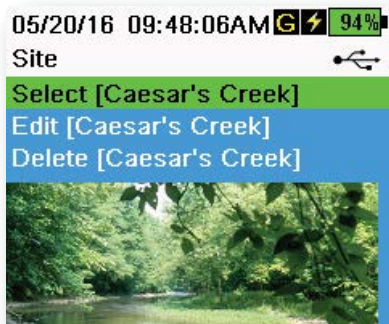 05/20/16 09:48:06AM G 94%
Site
Select [Caesar's Creek]
Edit [Caesar's Creek]
Delete [Caesar's Creek]